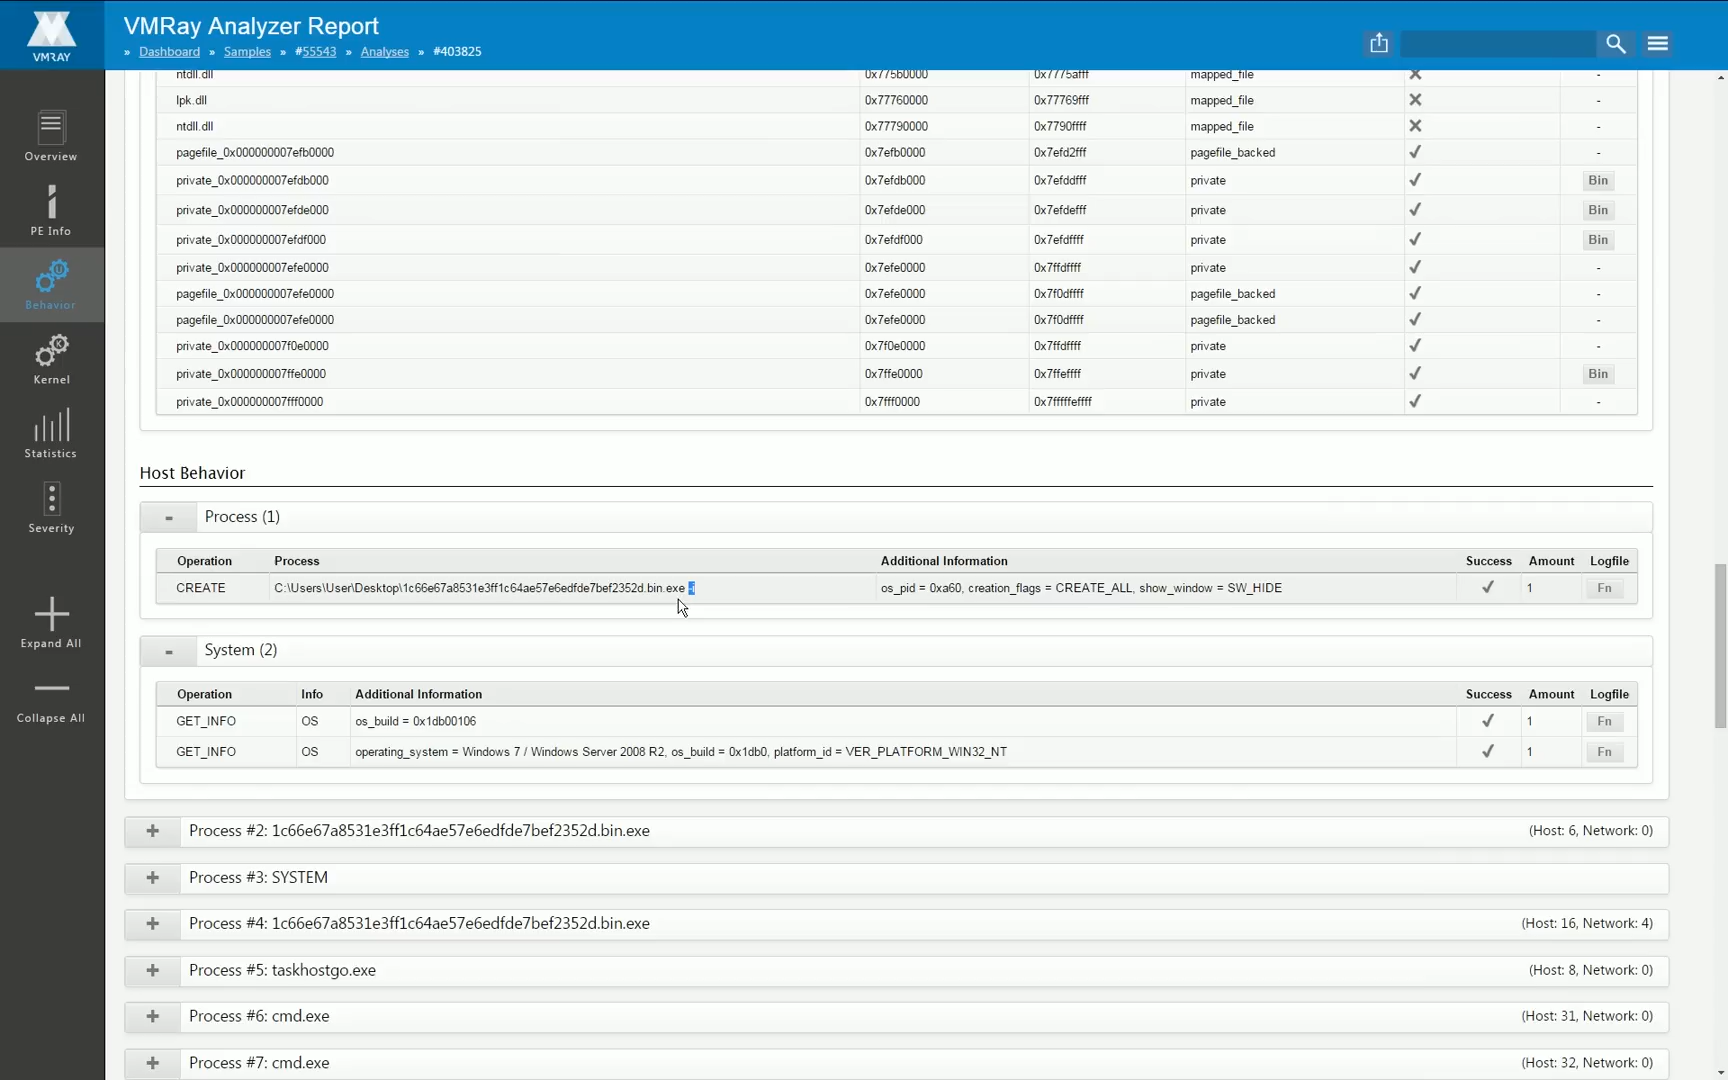 VMRay Analyzer Report
» Dashboard » Samples » #55543 » Analyses » #403825
VMRAY
Overview
PE Info
Behavior
Kernel
Statistics
Severity
Expand All
Collapse All
ntdll.dll 0x775b0000 0x7775afff mapped_file -
lpk.dll 0x77760000 0x77769fff mapped_file -
ntdll.dll 0x77790000 0x7790ffff mapped_file -
pagefile_0x000000007efb0000 0x7efb0000 0x7efd2fff pagefile_backed -
private_0x000000007efdb000 0x7efdb000 0x7efddfff private Bin
private_0x000000007efde000 0x7efde000 0x7efdefff private Bin
private_0x000000007efdf000 0x7efdf000 0x7efdffff private Bin
private_0x000000007efe0000 0x7efe0000 0x7ffdffff private -
pagefile_0x000000007efe0000 0x7efe0000 0x7f0dffff pagefile_backed -
pagefile_0x000000007efe0000 0x7efe0000 0x7f0dffff pagefile_backed -
private_0x000000007f0e0000 0x7f0e0000 0x7ffdffff private -
private_0x000000007ffe0000 0x7ffe0000 0x7ffeffff private Bin
private_0x000000007fff0000 0x7fff0000 0x7fffffeffff private -
Host Behavior
- Process (1)
Operation Process Additional Information Success Amount Logfile
CREATE C:\Users\User\Desktop\1c66e67a8531e3ff1c64ae57e6edfde7bef2352d.bin.exe -i os_pid = 0xa60, creation_flags = CREATE_ALL, show_window = SW_HIDE 1 Fn
- System (2)
Operation Info Additional Information Success Amount Logfile
GET_INFO OS os_build = 0x1db00106 1 Fn
GET_INFO OS operating_system = Windows 7 / Windows Server 2008 R2, os_build = 0x1db0, platform_id = VER_PLATFORM_WIN32_NT 1 Fn
+ Process #2: 1c66e67a8531e3ff1c64ae57e6edfde7bef2352d.bin.exe (Host: 6, Network: 0)
+ Process #3: SYSTEM
+ Process #4: 1c66e67a8531e3ff1c64ae57e6edfde7bef2352d.bin.exe (Host: 16, Network: 4)
+ Process #5: taskhostgo.exe (Host: 8, Network: 0)
+ Process #6: cmd.exe (Host: 31, Network: 0)
+ Process #7: cmd.exe (Host: 32, Network: 0)